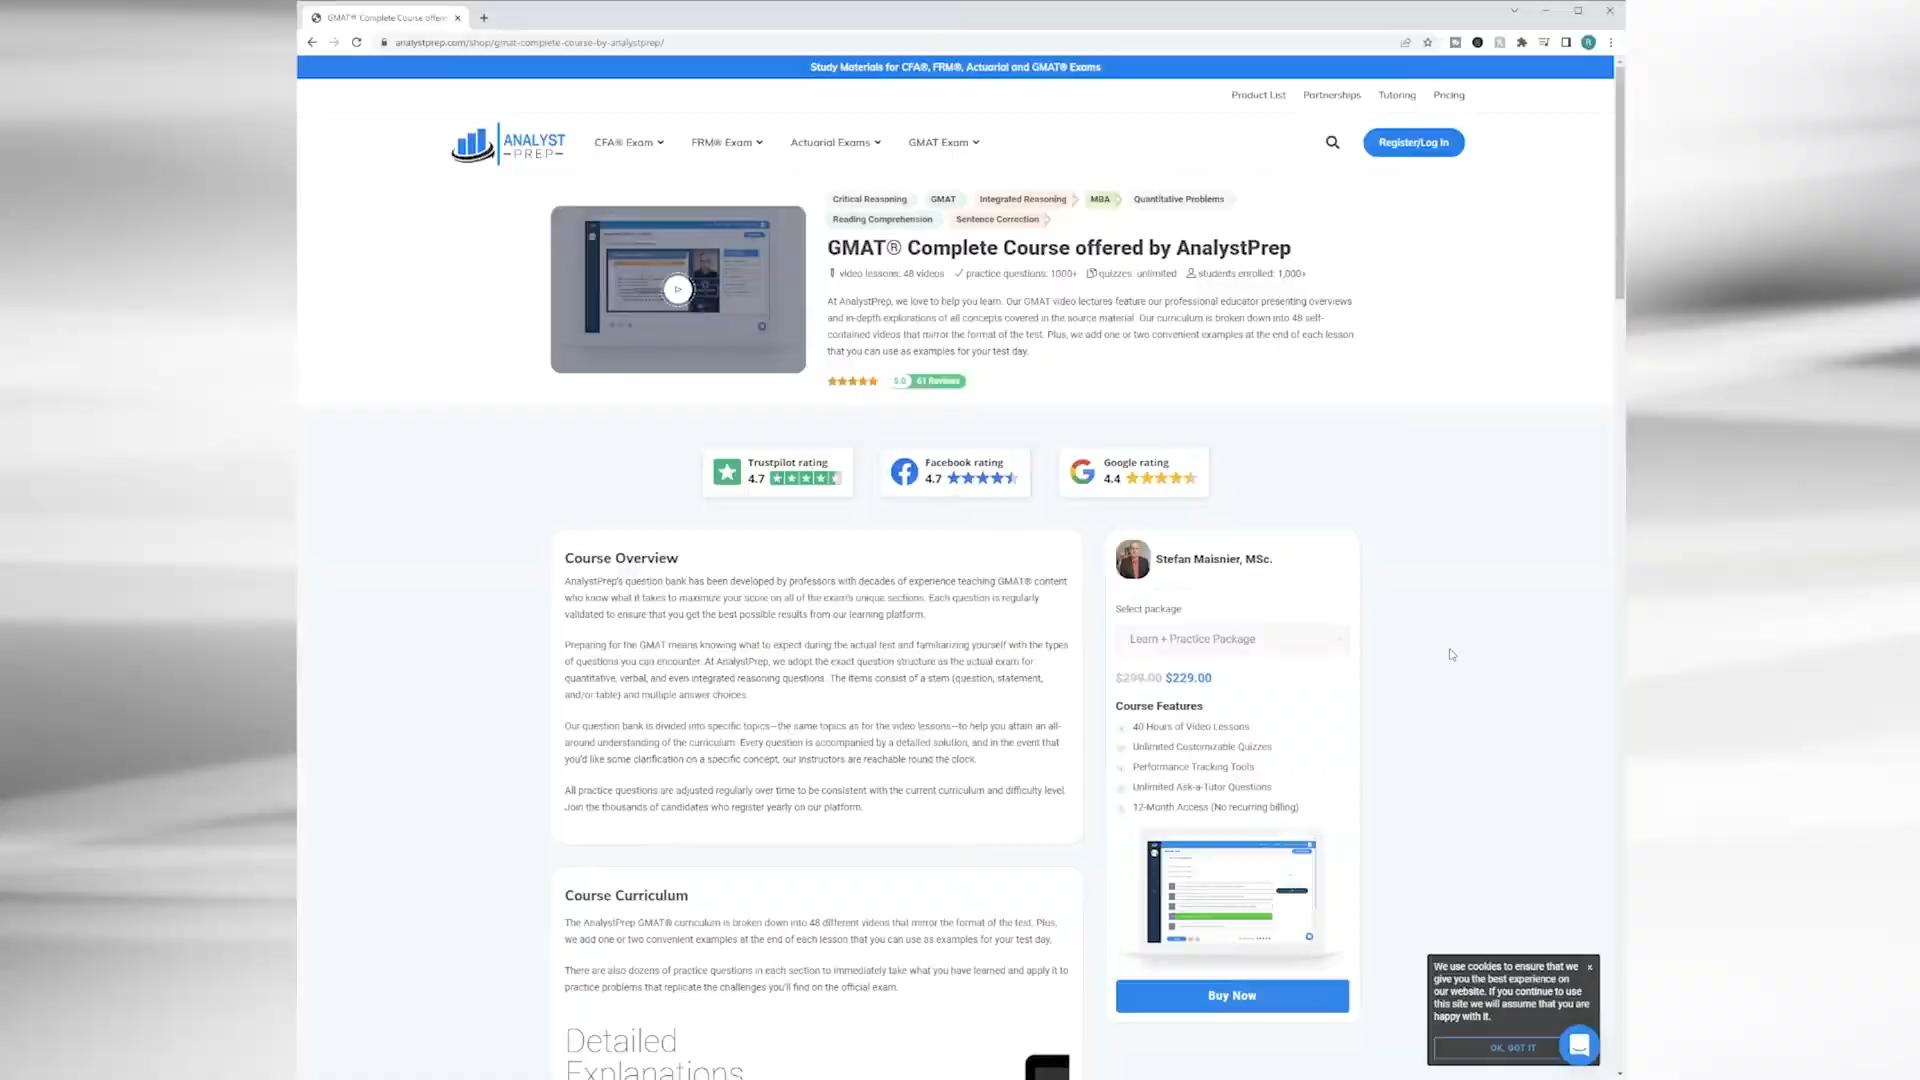 GMAT® Complete Course offere
analystprep.com/shop/gmat-complete-course-by-analystprep/
R
Study Materials for CFA®, FRM®, Actuarial and GMAT® Exams
Product List Partnerships Tutoring Pricing
ANALYST
PREP
CFA® Exam FRM® Exam Actuarial Exams GMAT Exam
Register/Log In
Critical Reasoning GMAT Integrated Reasoning MBA Quantitative Problems
Reading Comprehension Sentence Correction
GMAT® Complete Course offered by AnalystPrep
video lessons: 48 videos practice questions: 1000+ quizzes: unlimited students enrolled: 1,000+
At AnalystPrep, we love to help you learn. Our GMAT video lectures feature our professional educator presenting overviews
and in-depth explorations of all concepts covered in the source material. Our curriculum is broken down into 48 self-
contained videos that mirror the format of the test. Plus, we add one or two convenient examples at the end of each lesson
that you can use as examples for your test day.
5.0 61 Reviews
Trustpilot rating
4.7
Facebook rating
4.7
Google rating
4.4
Course Overview
AnalystPrep's question bank has been developed by professors with decades of experience teaching GMAT® content
who know what it takes to maximize your score on all of the exam's unique sections. Each question is regularly
validated to ensure that you get the best possible results from our learning platform.
Preparing for the GMAT means knowing what to expect during the actual test and familiarizing yourself with the types
of questions you can encounter. At AnalystPrep, we adopt the exact question structure as the actual exam for
quantitative, verbal, and even integrated reasoning questions. The items consist of a stem (question, statement,
and/or table) and multiple answer choices.
Our question bank is divided into specific topics—the same topics as for the video lessons—to help you attain an all-
around understanding of the curriculum. Every question is accompanied by a detailed solution, and in the event that
you'd like some clarification on a specific concept, our instructors are reachable round the clock.
All practice questions are adjusted regularly over time to be consistent with the current curriculum and difficulty level.
Join the thousands of candidates who register yearly on our platform.
Stefan Maisnier, MSc.
Select package
Learn + Practice Package
$299.00 $229.00
Course Features
40 Hours of Video Lessons
Unlimited Customizable Quizzes
Performance Tracking Tools
Unlimited Ask-a-Tutor Questions
12-Month Access (No recurring billing)
Buy Now
Course Curriculum
The AnalystPrep GMAT® curriculum is broken down into 48 different videos that mirror the format of the test. Plus,
we add one or two convenient examples at the end of each lesson that you can use as examples for your test day.
There are also dozens of practice questions in each section to immediately take what you have learned and apply it to
practice problems that replicate the challenges you'll find on the official exam.
Detailed
Explanations
We use cookies to ensure that we
give you the best experience on
our website. If you continue to use
this site we will assume that you are
happy with it.
OK, GOT IT